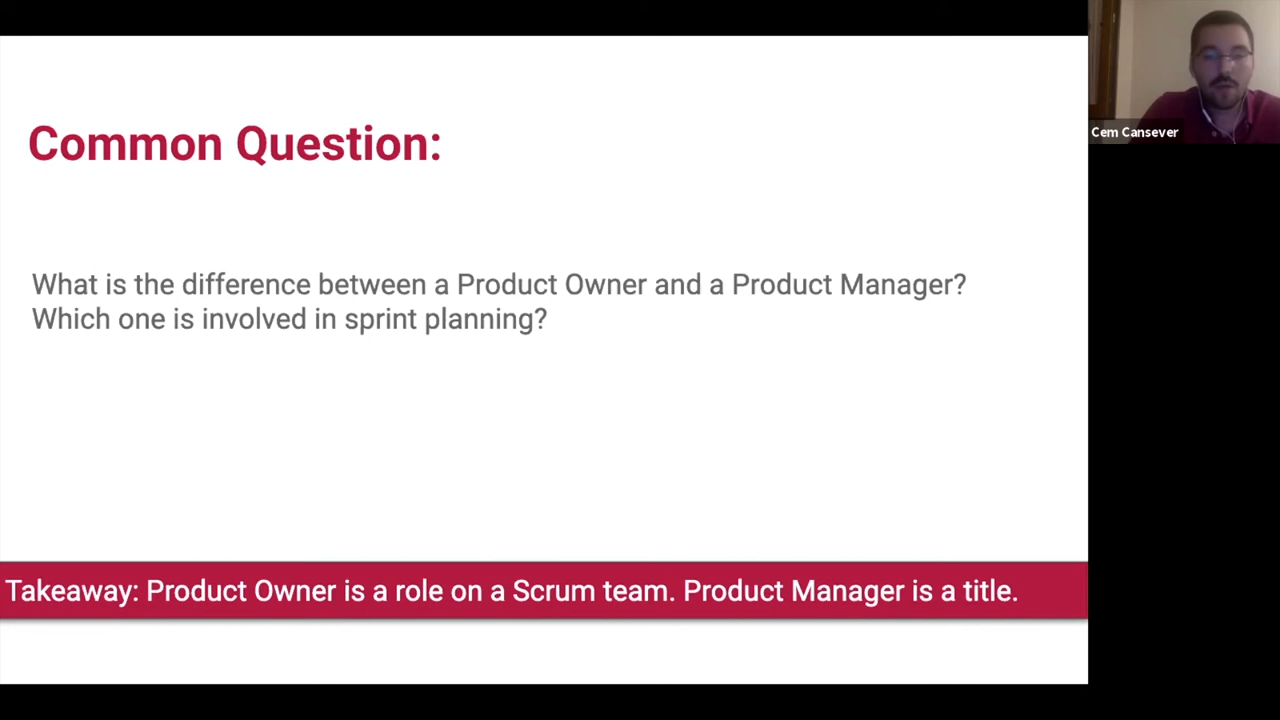 Common Question:
What is the difference between a Product Owner and a Product Manager?
Which one is involved in sprint planning?
Takeaway: Product Owner is a role on a Scrum team. Product Manager is a title.
Cem Cansever